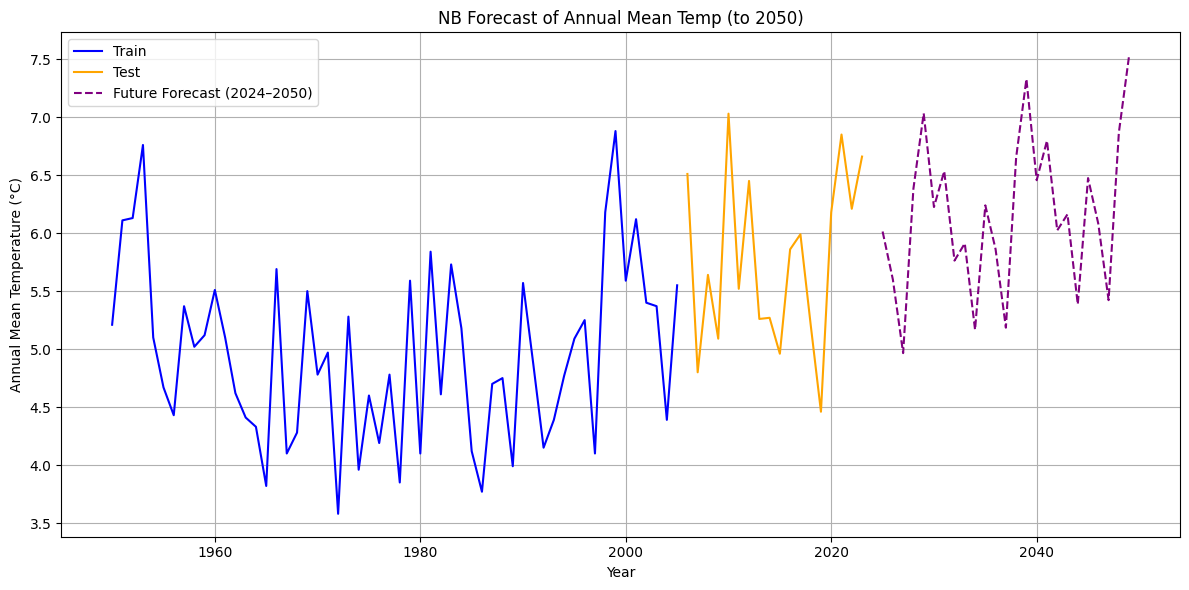 NB Forecast of Annual Mean Temp (to 2050)
Train
Test
Future Forecast (2024–2050)
Annual Mean Temperature (°C)
7.5
7.0
6.5
6.0
5.5
5.0
4.5
4.0
3.5
1960
1980
2000
2020
2040
Year